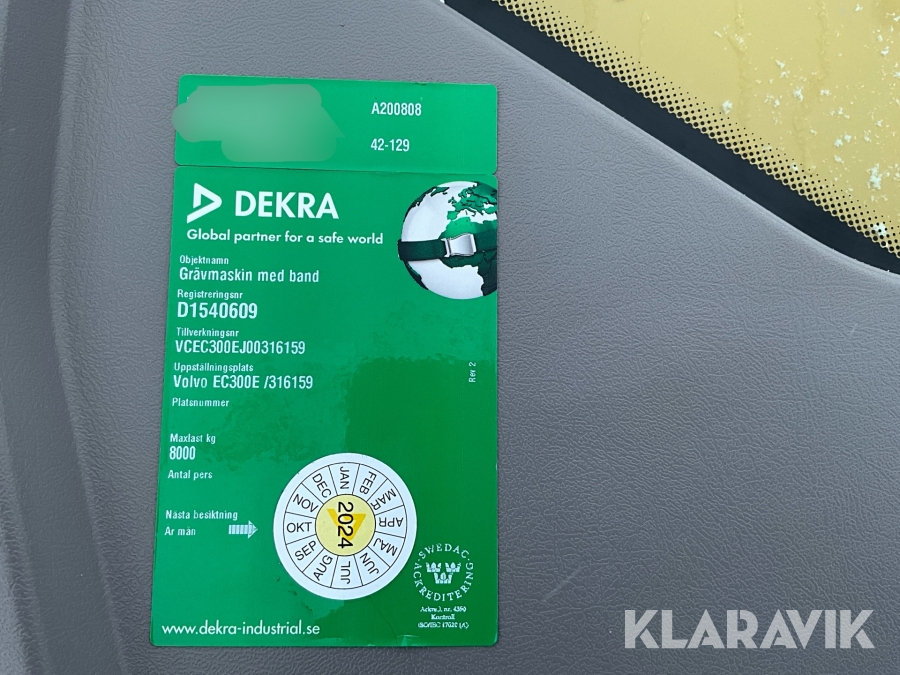 A200808
42-129
DEKRA
Global partner for a safe world
Objektnamn
Grävmaskin med band
Registreringsnr
D1540609
Tillverkningsnr
VCEC300EJ00316159
Uppställningsplats
Volvo EC300E /316159
Rev 2
Platsnummer
Maxlast kg
8000
Antal pers
Nästa besiktning
År mån
JAN
FEB
MAR
APR
MAJ
JUN
JUL
AUG
SEP
OKT
NOV
DEC
2024
SWEDAC
ACKREDITERING
Kontroll
www.dekra-industrial.se
KLARAVIK